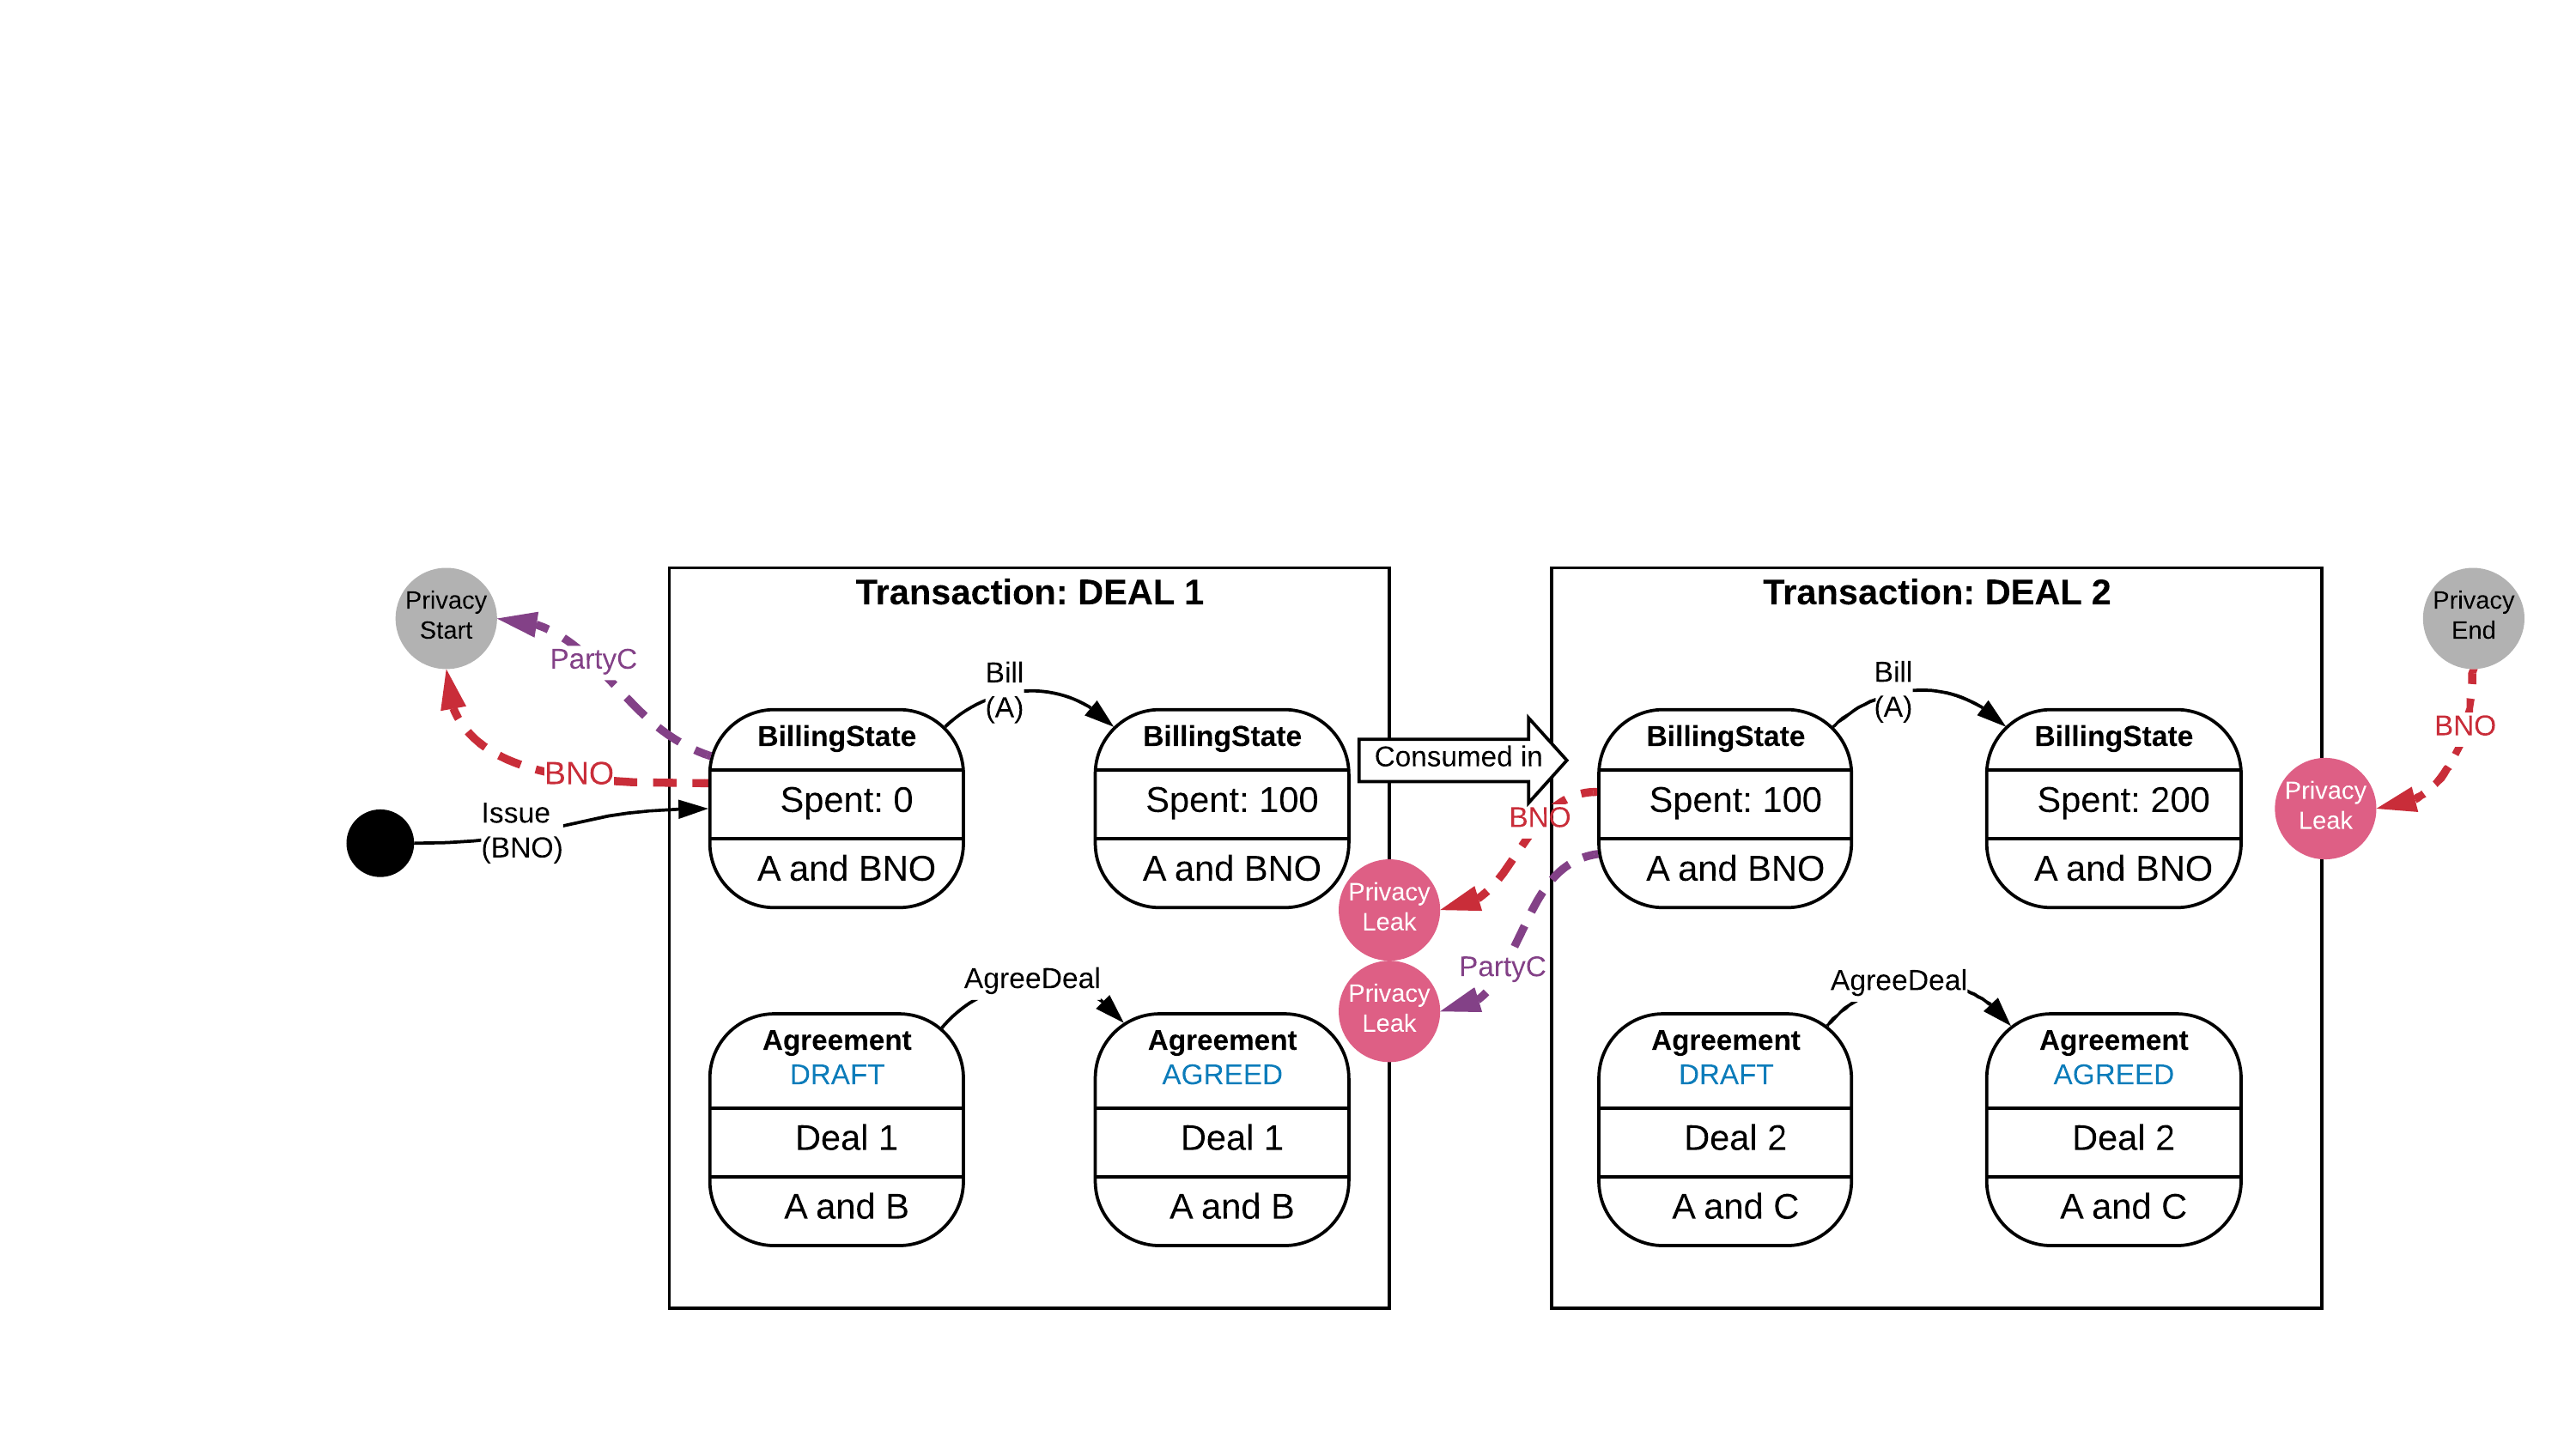 Privacy
Start
PartyC
BNO
Issue
(BNO)
Transaction: DEAL 1
Bill
(A)
BillingState
Spent: 0
A and BNO
BillingState
Spent: 100
A and BNO
AgreeDeal
Agreement
DRAFT
Deal 1
A and B
Agreement
AGREED
Deal 1
A and B
Consumed in
BNO
Privacy
Leak
PartyC
Privacy
Leak
Transaction: DEAL 2
Bill
(A)
BillingState
Spent: 100
A and BNO
BillingState
Spent: 200
A and BNO
AgreeDeal
Agreement
DRAFT
Deal 2
A and C
Agreement
AGREED
Deal 2
A and C
Privacy
End
BNO
Privacy
Leak